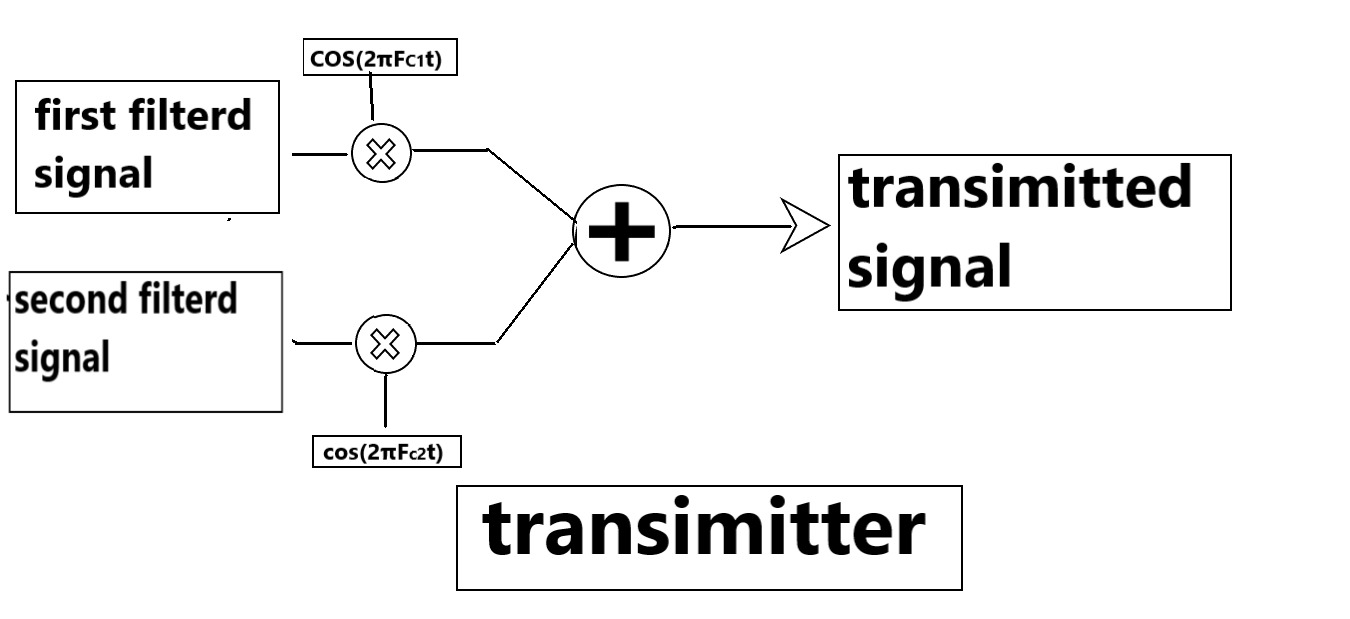 COS(2πFC1t)
first filterd
signal
transimitted
signal
second filterd
signal
cos(2πFc2t)
transimitter